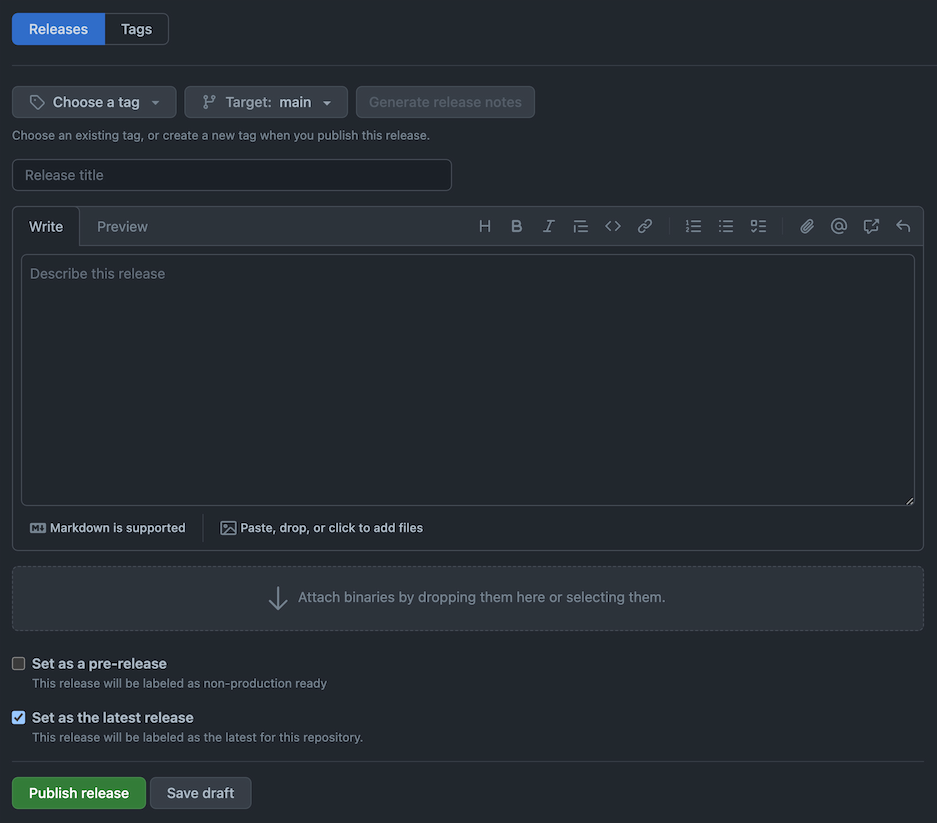 Releases Tags
Choose a tag Target: main Generate release notes
Choose an existing tag, or create a new tag when you publish this release.
Release title
Write Preview
Describe this release
Markdown is supported Paste, drop, or click to add files
Attach binaries by dropping them here or selecting them.
Set as a pre-release
This release will be labeled as non-production ready
Set as the latest release
This release will be labeled as the latest for this repository.
Publish release Save draft